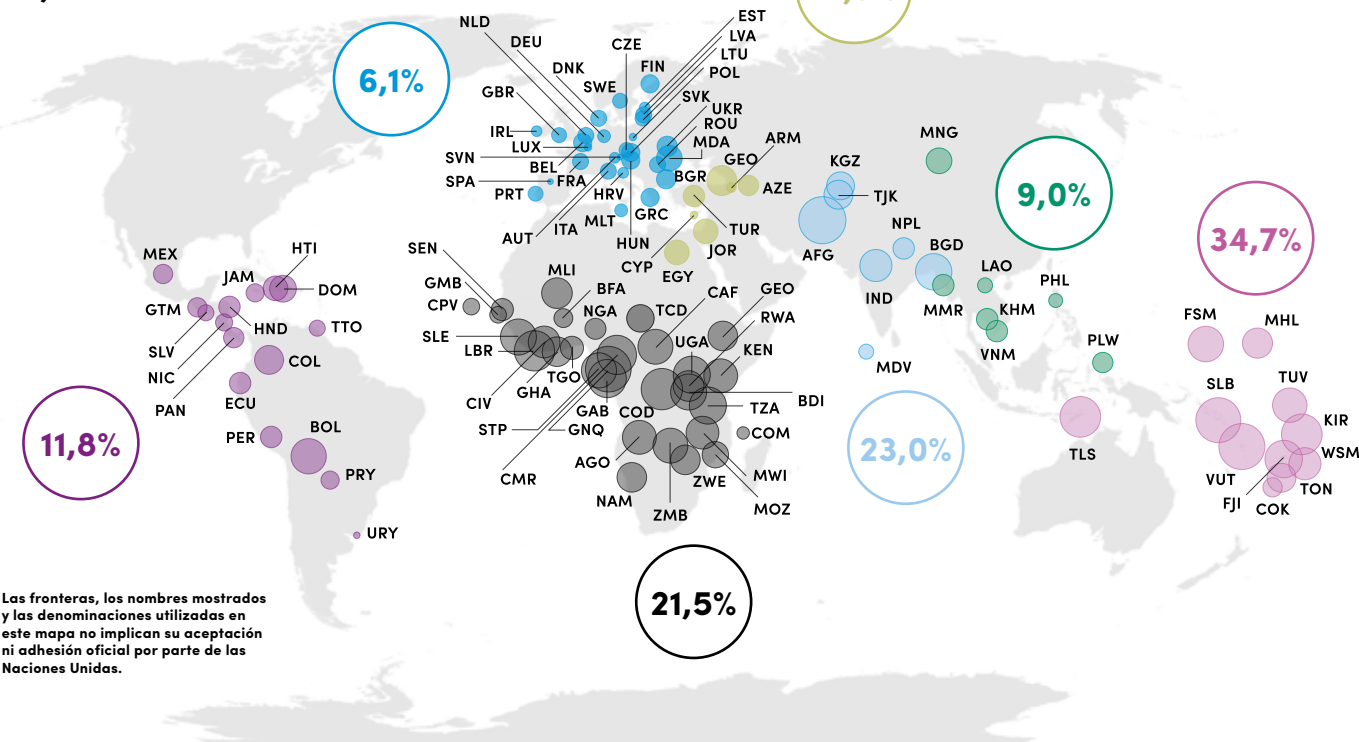 EST
NLD
LVA
DEU
CZE
LTU
DNK
FIN
POL
SWE
GBR
SVK
UKR
IRL
ROU
LUX
MDA
ARM
MNG
SVN
BEL
GEO
KGZ
SPA
FRA
BGR
AZE
TJK
PRT
HRV
ITA
MLT
GRC
AUT
HUN
TUR
JOR
CYP
EGY
NPL
BGD
AFG
IND
6,1%
9,0%
34,7%
MEX
HTI
JAM
DOM
GTM
HND
TTO
SLV
COL
NIC
PAN
ECU
PER
BOL
PRY
URY
11,8%
SEN
GMB
CPV
MLI
BFA
NGA
TCD
CAF
GEO
RWA
SLE
LBR
UGA
KEN
TGO
GHA
CIV
BDI
GAB
COD
TZA
STP
GNQ
COM
AGO
CMR
MWI
ZWE
NAM
MOZ
ZMB
21,5%
LAO
PHL
MMR
KHM
VNM
PLW
MDV
23,0%
FSM
MHL
SLB
TUV
KIR
TLS
WSM
VUT
TON
FJI
COK
Las fronteras, los nombres mostrados
y las denominaciones utilizadas en
este mapa no implican su aceptación
ni adhesión oficial por parte de las
Naciones Unidas.